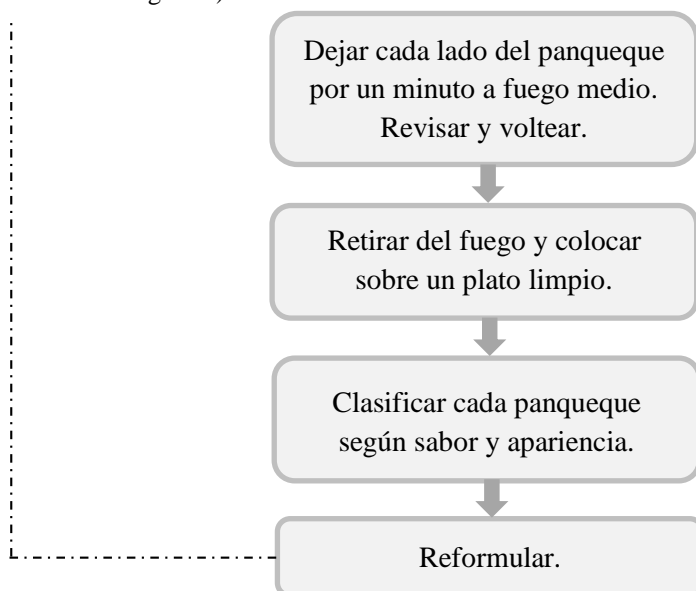 Dejar cada lado del panqueque
por un minuto a fuego medio.
Revisar y voltear.
Retirar del fuego y colocar
sobre un plato limpio.
Clasificar cada panqueque
según sabor y apariencia.
Reformular.